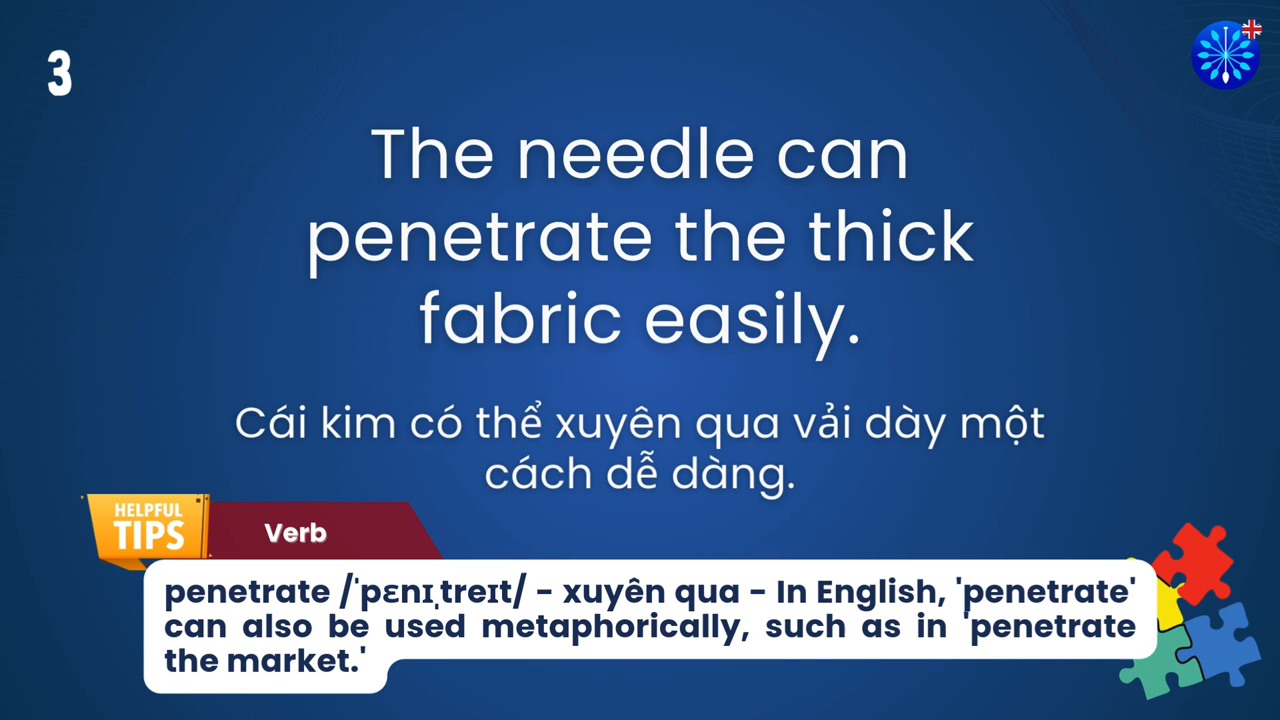 3
The needle can
penetrate the thick
fabric easily.
Cái kim có thể xuyên qua vải dày một
cách dễ dàng.
HELPFUL
TIPS
Verb
penetrate /ˈpɛnɪˌtreɪt/ - xuyên qua - In English, 'penetrate'
can also be used metaphorically, such as in 'penetrate
the market.'